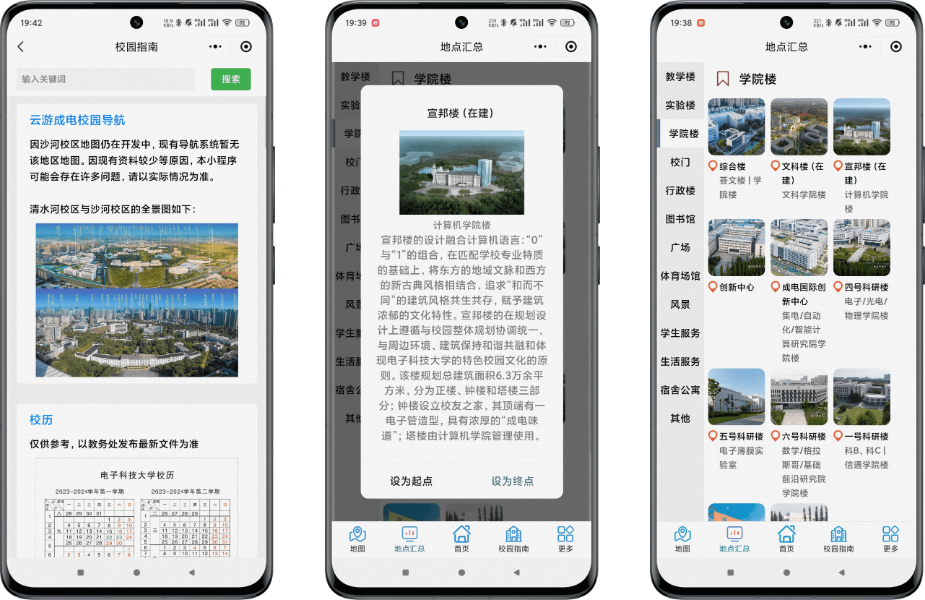 19:42
校园指南
输入关键词
搜索
云游成电校园导航
因沙河校区地图仍在开发中，现有导航系统暂无
该地区地图。因现有资料较少等原因，本小程序
可能会存在许多问题，请以实际情况为准。
清水河校区与沙河校区的全景图如下：
校历
仅供参考，以教务处发布最新文件为准
电子科技大学校历
2023-2024学年第一学期
2023-2024学年第二学期
地图
地点汇总
首页
校园指南
更多
19:39
地点汇总
教学楼
学院楼
实验
学院
校门
行政
图书
广场
体育场
风景
学生服
生活服
宿舍公
其他
宣邦楼（在建）
计算机学院楼
宣邦楼的设计融合计算机语言：“0”
与“1”的组合，在匹配学校专业特质
的基础上，将东方的地域文脉和西方
的新古典风格相结合，追求“和而不
同”的建筑风格共生共存，赋予建筑
浓郁的文化特性。宣邦楼的在规划设
计上遵循与校园整体规划协调统一，
与周边环境、建筑保持和谐共融和体
现电子科技大学的特色校园文化的原
则。该楼规划总建筑面积6.3万余平
方米，分为正楼、钟楼和塔楼三部
分；钟楼设立校友之家，其顶端有一
电子管造型，具有浓厚的“成电味
道”；塔楼由计算机学院管理使用。
设为起点
设为终点
地图
地点汇总
首页
校园指南
更多
19:38
地点汇总
教学楼
实验楼
学院楼
校门
行政楼
图书馆
广场
体育场馆
风景
学生服务
生活服务
宿舍公寓
其他
学院楼
综合楼
荟文楼 | 学
院楼
文科楼（在
建）
文科学院楼
宣邦楼（在
建）
计算机学院
楼
创新中心
成电国际创
新中心
集电/自动
化/智能计
算研究院学
院楼
四号科研楼
电子/光电/
物理学院楼
五号科研楼
电子薄膜实
验室
六号科研楼
数学/格拉
斯哥/基础
前沿研究院
学院楼
一号科研楼
科B、科C |
信通学院楼
地图
地点汇总
首页
校园指南
更多